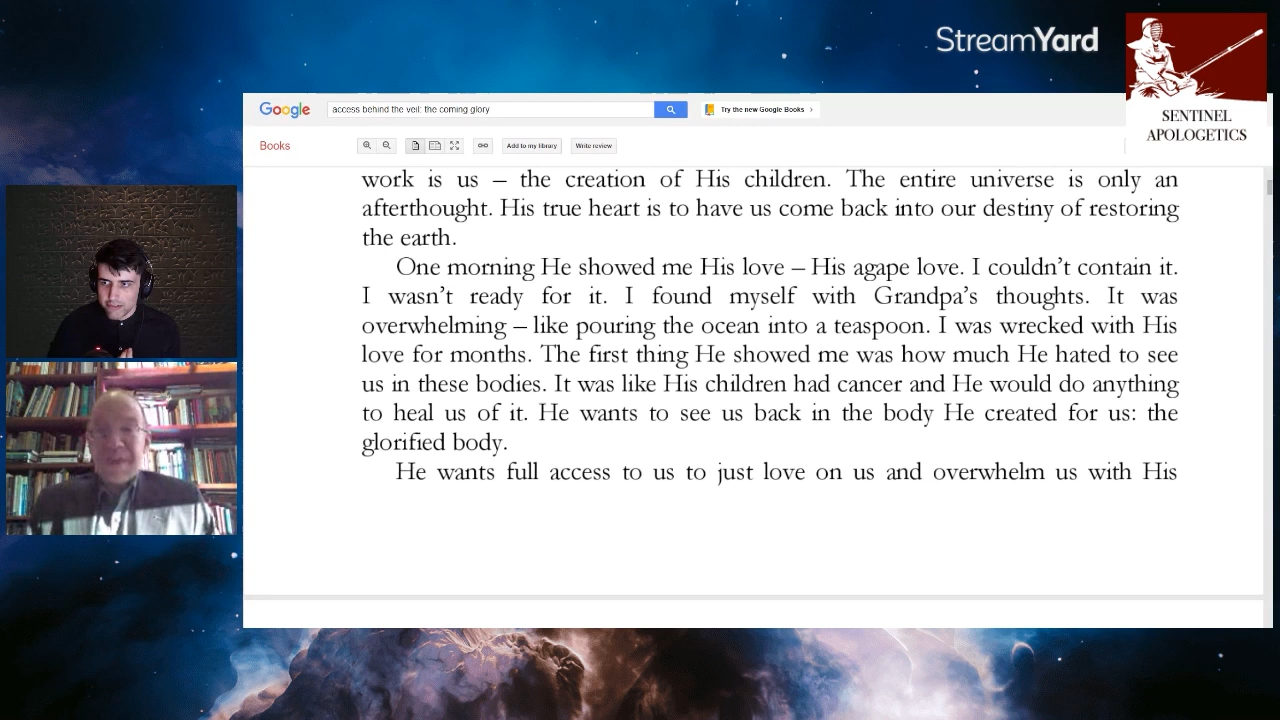 StreamYard
SENTINEL
APOLOGETICS
Google
access behind the veil: the coming glory
Try the new Google Books
Books
Add to my library
Write review
work is us – the creation of His children. The entire universe is only an
afterthought. His true heart is to have us come back into our destiny of restoring
the earth.
One morning He showed me His love – His agape love. I couldn’t contain it.
I wasn’t ready for it. I found myself with Grandpa’s thoughts. It was
overwhelming – like pouring the ocean into a teaspoon. I was wrecked with His
love for months. The first thing He showed me was how much He hated to see
us in these bodies. It was like His children had cancer and He would do anything
to heal us of it. He wants to see us back in the body He created for us: the
glorified body.
He wants full access to us to just love on us and overwhelm us with His